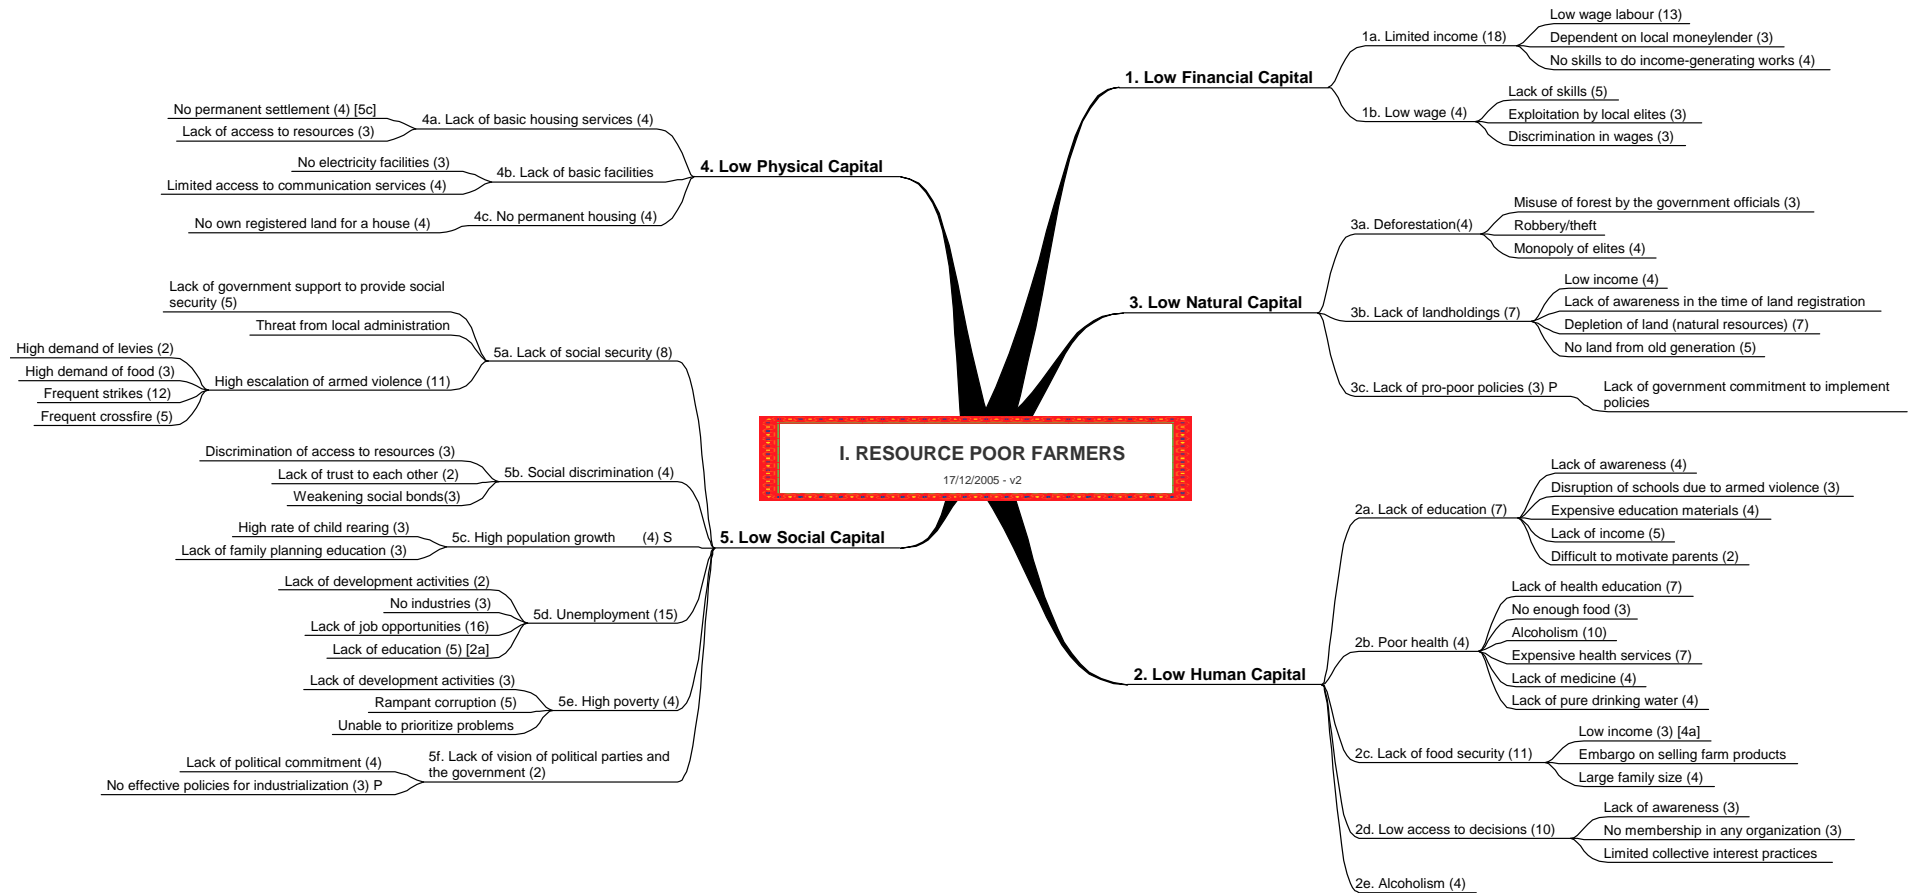 I. RESOURCE POOR FARMERS
17/12/2005 - v2
1. Low Financial Capital
1a. Limited income (18)
Low wage labour (13)
Dependent on local moneylender (3)
No skills to do income-generating works (4)
1b. Low wage (4)
Lack of skills (5)
Exploitation by local elites (3)
Discrimination in wages (3)
3. Low Natural Capital
3a. Deforestation(4)
Misuse of forest by the government officials (3)
Robbery/theft
Monopoly of elites (4)
3b. Lack of landholdings (7)
Low income (4)
Lack of awareness in the time of land registration
Depletion of land (natural resources) (7)
No land from old generation (5)
3c. Lack of pro-poor policies (3) P
Lack of government commitment to implement
policies
2. Low Human Capital
2a. Lack of education (7)
Lack of awareness (4)
Disruption of schools due to armed violence (3)
Expensive education materials (4)
Lack of income (5)
Difficult to motivate parents (2)
2b. Poor health (4)
Lack of health education (7)
No enough food (3)
Alcoholism (10)
Expensive health services (7)
Lack of medicine (4)
Lack of pure drinking water (4)
2c. Lack of food security (11)
Low income (3) [4a]
Embargo on selling farm products
Large family size (4)
2d. Low access to decisions (10)
Lack of awareness (3)
No membership in any organization (3)
Limited collective interest practices
2e. Alcoholism (4)
4. Low Physical Capital
4a. Lack of basic housing services (4)
No permanent settlement (4) [5c]
Lack of access to resources (3)
4b. Lack of basic facilities
No electricity facilities (3)
Limited access to communication services (4)
4c. No permanent housing (4)
No own registered land for a house (4)
5. Low Social Capital
5a. Lack of social security (8)
Lack of government support to provide social
security (5)
Threat from local administration
High escalation of armed violence (11)
High demand of levies (2)
High demand of food (3)
Frequent strikes (12)
Frequent crossfire (5)
5b. Social discrimination (4)
Discrimination of access to resources (3)
Lack of trust to each other (2)
Weakening social bonds(3)
5c. High population growth (4) S
High rate of child rearing (3)
Lack of family planning education (3)
5d. Unemployment (15)
Lack of development activities (2)
No industries (3)
Lack of job opportunities (16)
Lack of education (5) [2a]
5e. High poverty (4)
Lack of development activities (3)
Rampant corruption (5)
Unable to prioritize problems
5f. Lack of vision of political parties and
the government (2)
Lack of political commitment (4)
No effective policies for industrialization (3) P